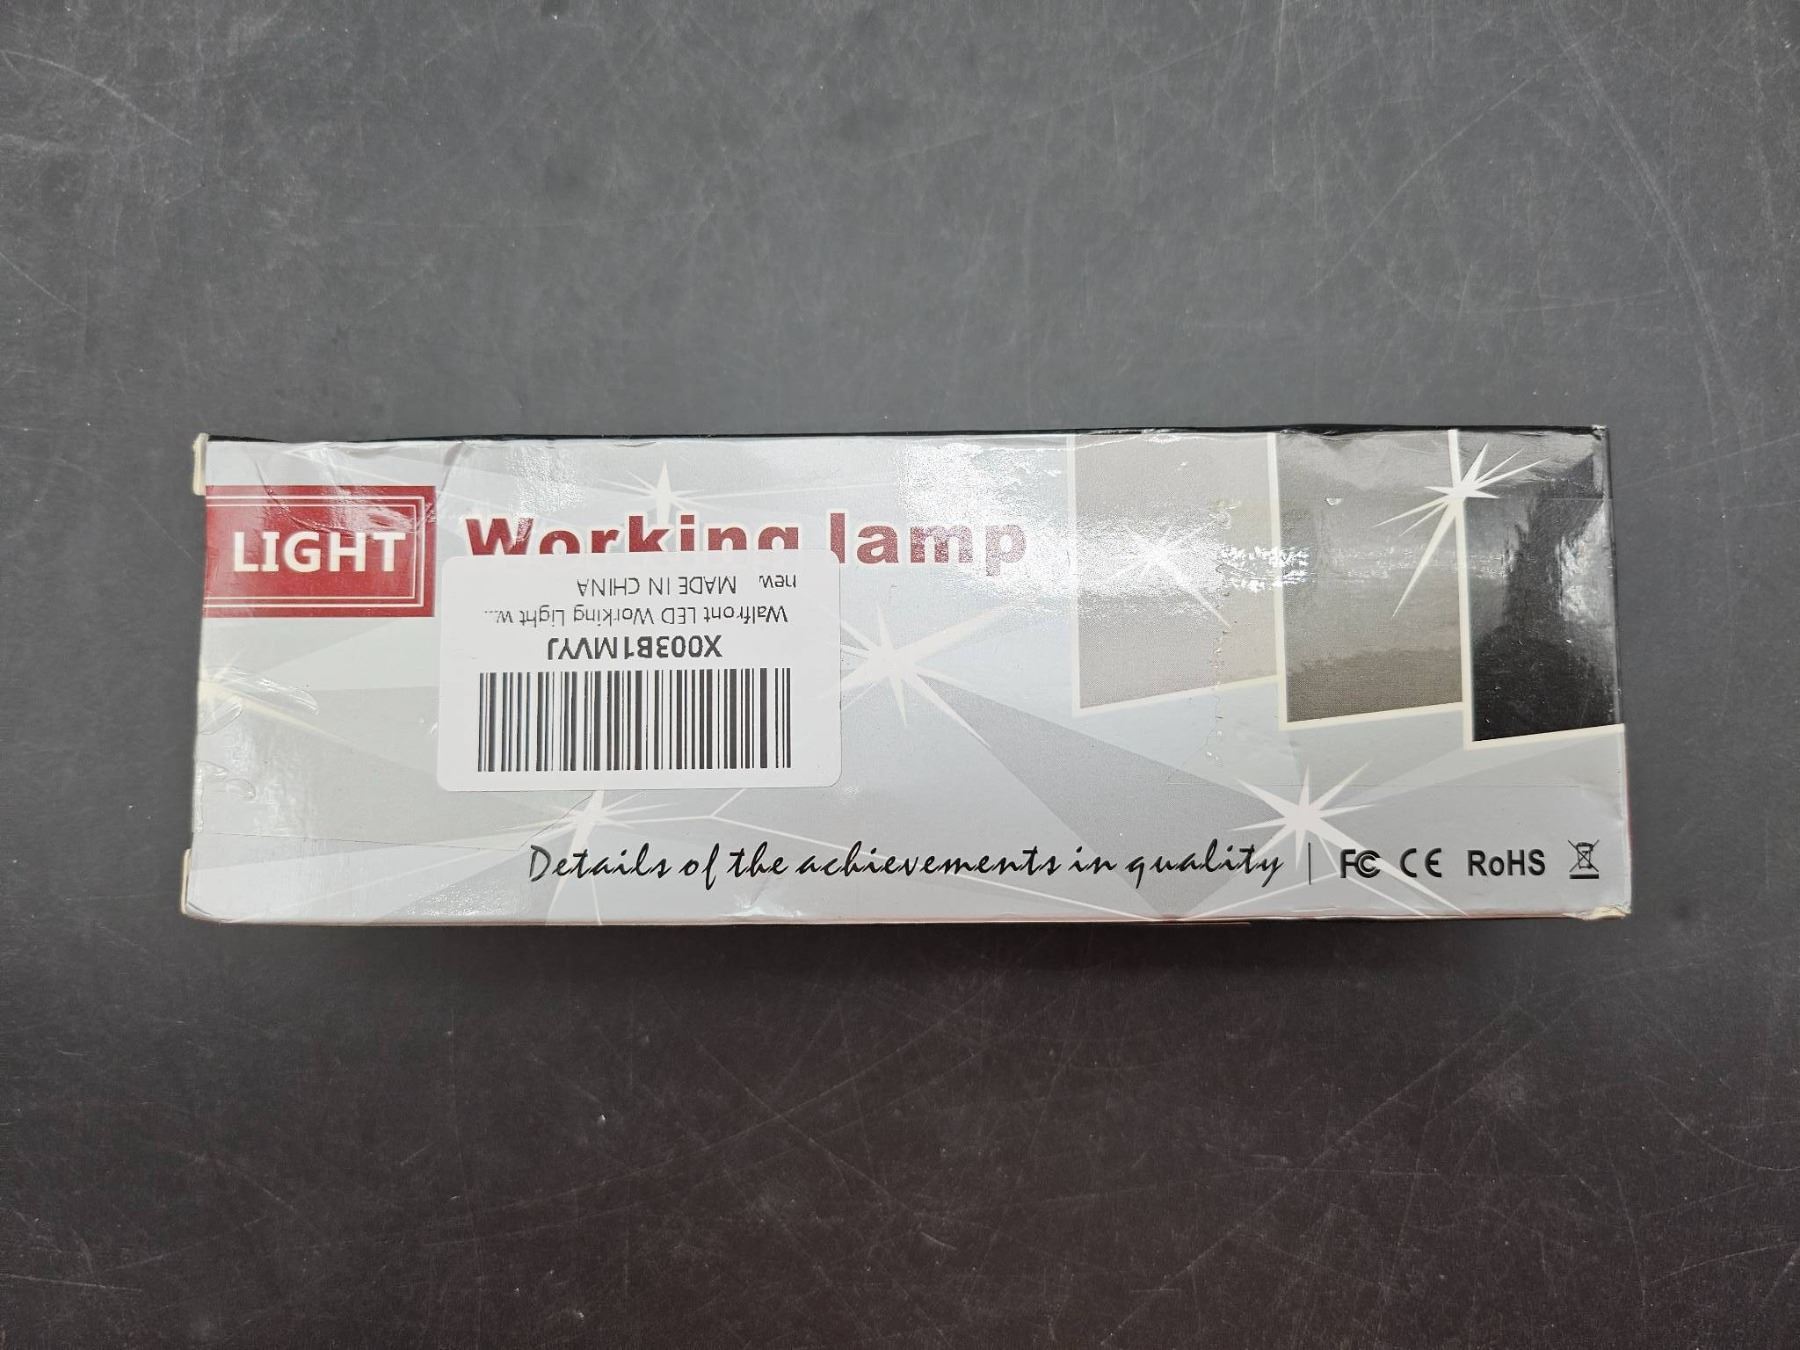 LIGHT
Working lamp
new. MADE IN CHINA
Walfront LED Working Light w...
X003B1MVYJ
Details of the achievements in quality | FC CE RoHS